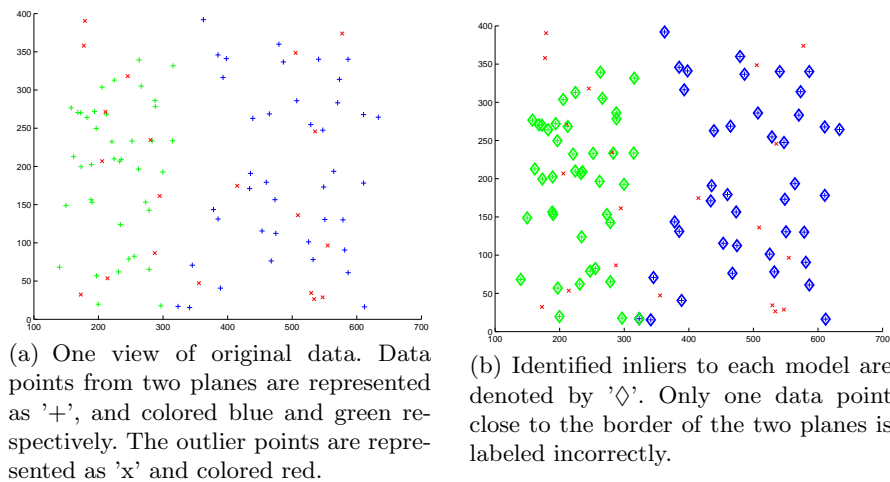 400
350
300
250
200
150
100
50
0
100 200 300 400 500 600 700
(a) One view of original data. Data
points from two planes are represented
as '+', and colored blue and green re-
spectively. The outlier points are repre-
sented as 'x' and colored red.
400
350
300
250
200
150
100
50
0
100 200 300 400 500 600 700
(b) Identified inliers to each model are
denoted by '◊'. Only one data point
close to the border of the two planes is
labeled incorrectly.